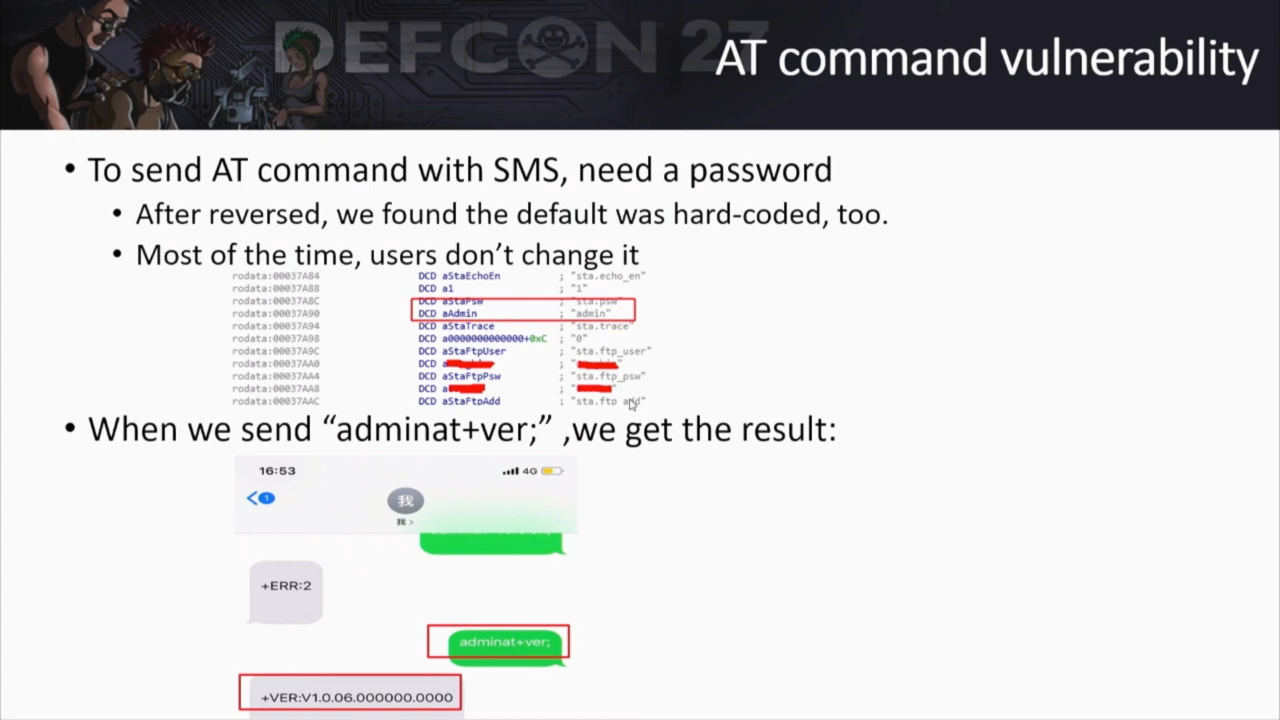 DEFCON 27
AT command vulnerability
• To send AT command with SMS, need a password
• After reversed, we found the default was hard-coded, too.
• Most of the time, users don’t change it
rodata:00037A84 DCD aStaEchoEn ; "sta.echo_en"
rodata:00037A88 DCD a1 ; "1"
rodata:00037A8C DCD aStaPsw ; "sta.psw"
rodata:00037A90 DCD aAdmin ; "admin"
rodata:00037A94 DCD aStaTrace ; "sta.trace"
rodata:00037A98 DCD a0000000000000+0xC ; "0"
rodata:00037A9C DCD aStaFtpUser ; "sta.ftp_user"
rodata:00037AA0 DCD a ; "
rodata:00037AA4 DCD aStaFtpPsw ; "sta.ftp_psw"
rodata:00037AA8 DCD a ; "
rodata:00037AAC DCD aStaFtpAdd ; "sta.ftp_add"
• When we send “adminat+ver;” ,we get the result:
16:53 4G
1
我
我 >
+ERR:2
adminat+ver;
+VER:V1.0.06.000000.0000